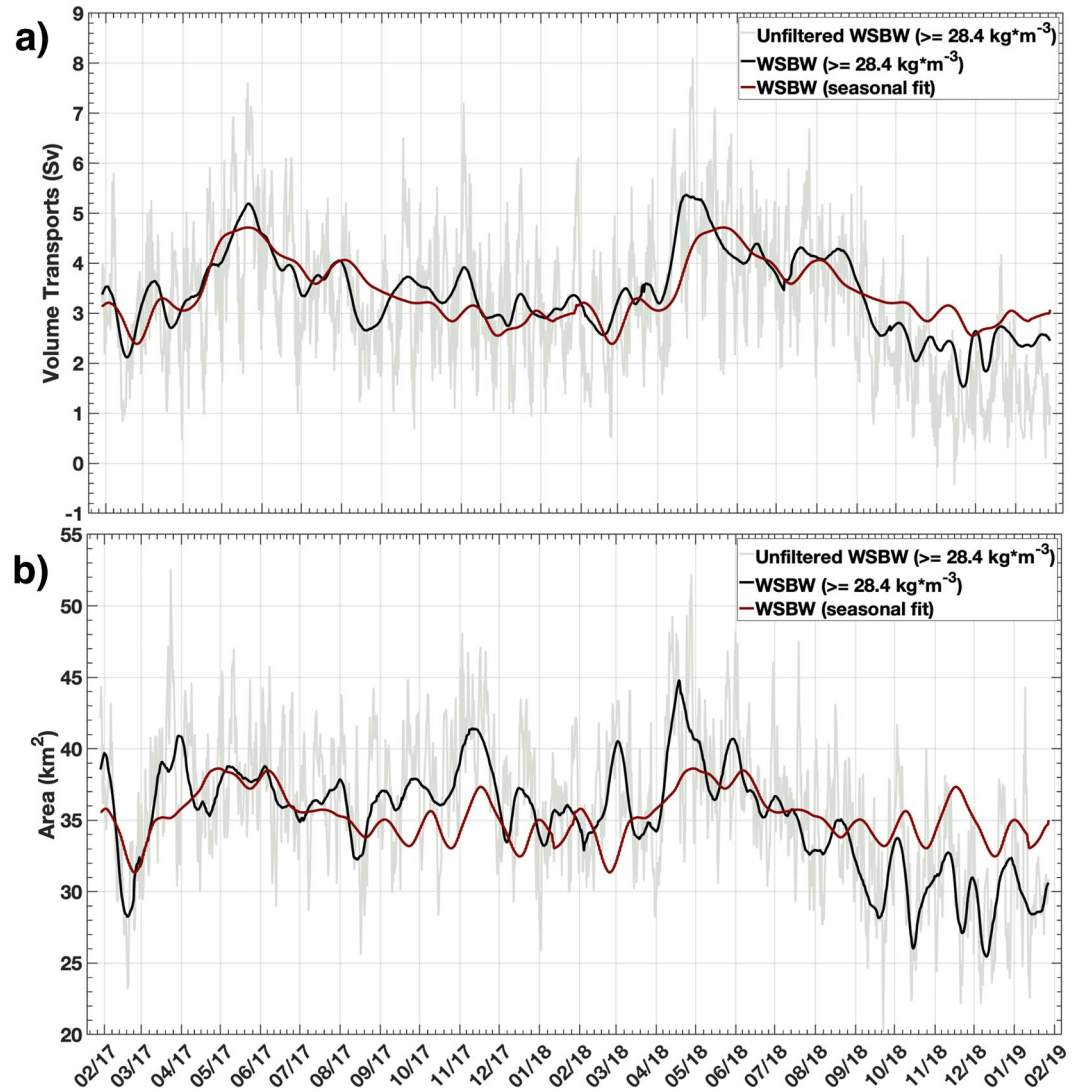 a)
9
8
7
6
5
4
3
2
1
0
-1
Volume Transports (Sv)
Unfiltered WSBW (>= 28.4 kg*m⁻³)
WSBW (>= 28.4 kg*m⁻³)
WSBW (seasonal fit)
b)
55
50
45
40
35
30
25
20
Area (km²)
Unfiltered WSBW (>= 28.4 kg*m⁻³)
WSBW (>= 28.4 kg*m⁻³)
WSBW (seasonal fit)
02/17 03/17 04/17 05/17 06/17 07/17 08/17 09/17 10/17 11/17 12/17 01/18 02/18 03/18 04/18 05/18 06/18 07/18 08/18 09/18 10/18 11/18 12/18 01/19 02/19